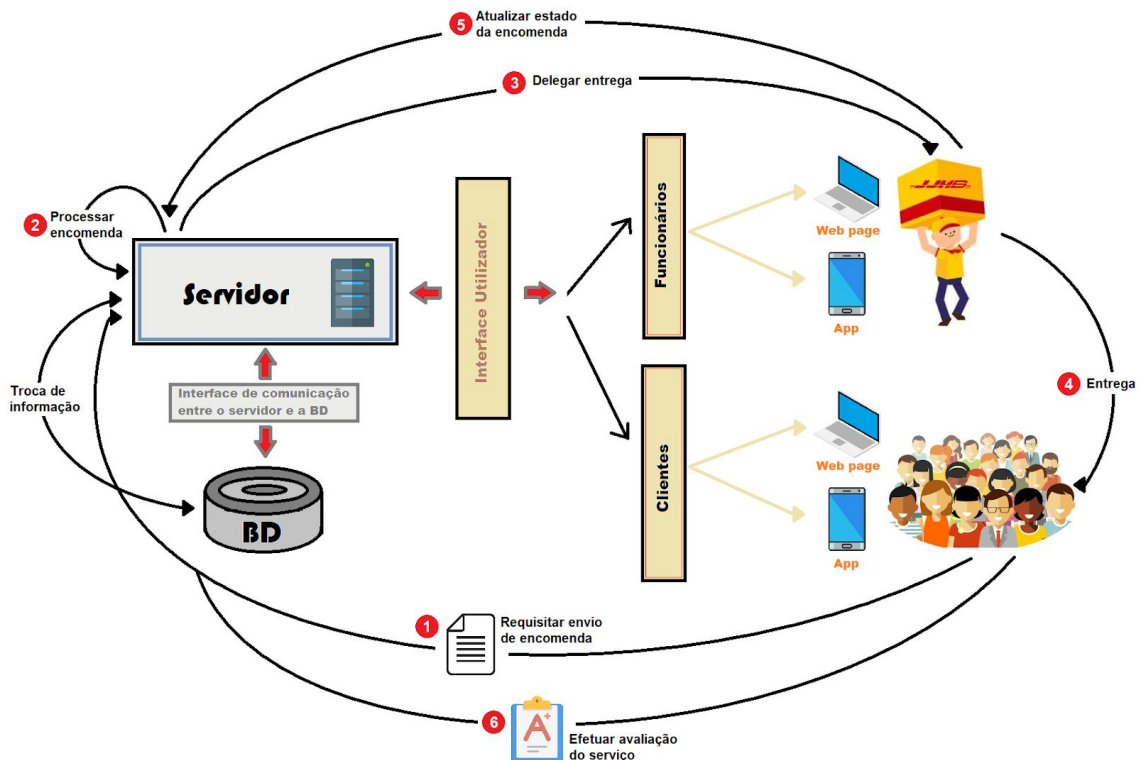 5
Atualizar estado
da encomenda
3
Delegar entrega
JJHB
2
Processar
encomenda
Servidor
Interface Utilizador
Funcionários
Web page
App
4
Entrega
Troca de
informação
Interface de comunicação
entre o servidor e a BD
BD
Clientes
Web page
App
1
Requisitar envio
de encomenda
6
A+
Efetuar avaliação
do serviço